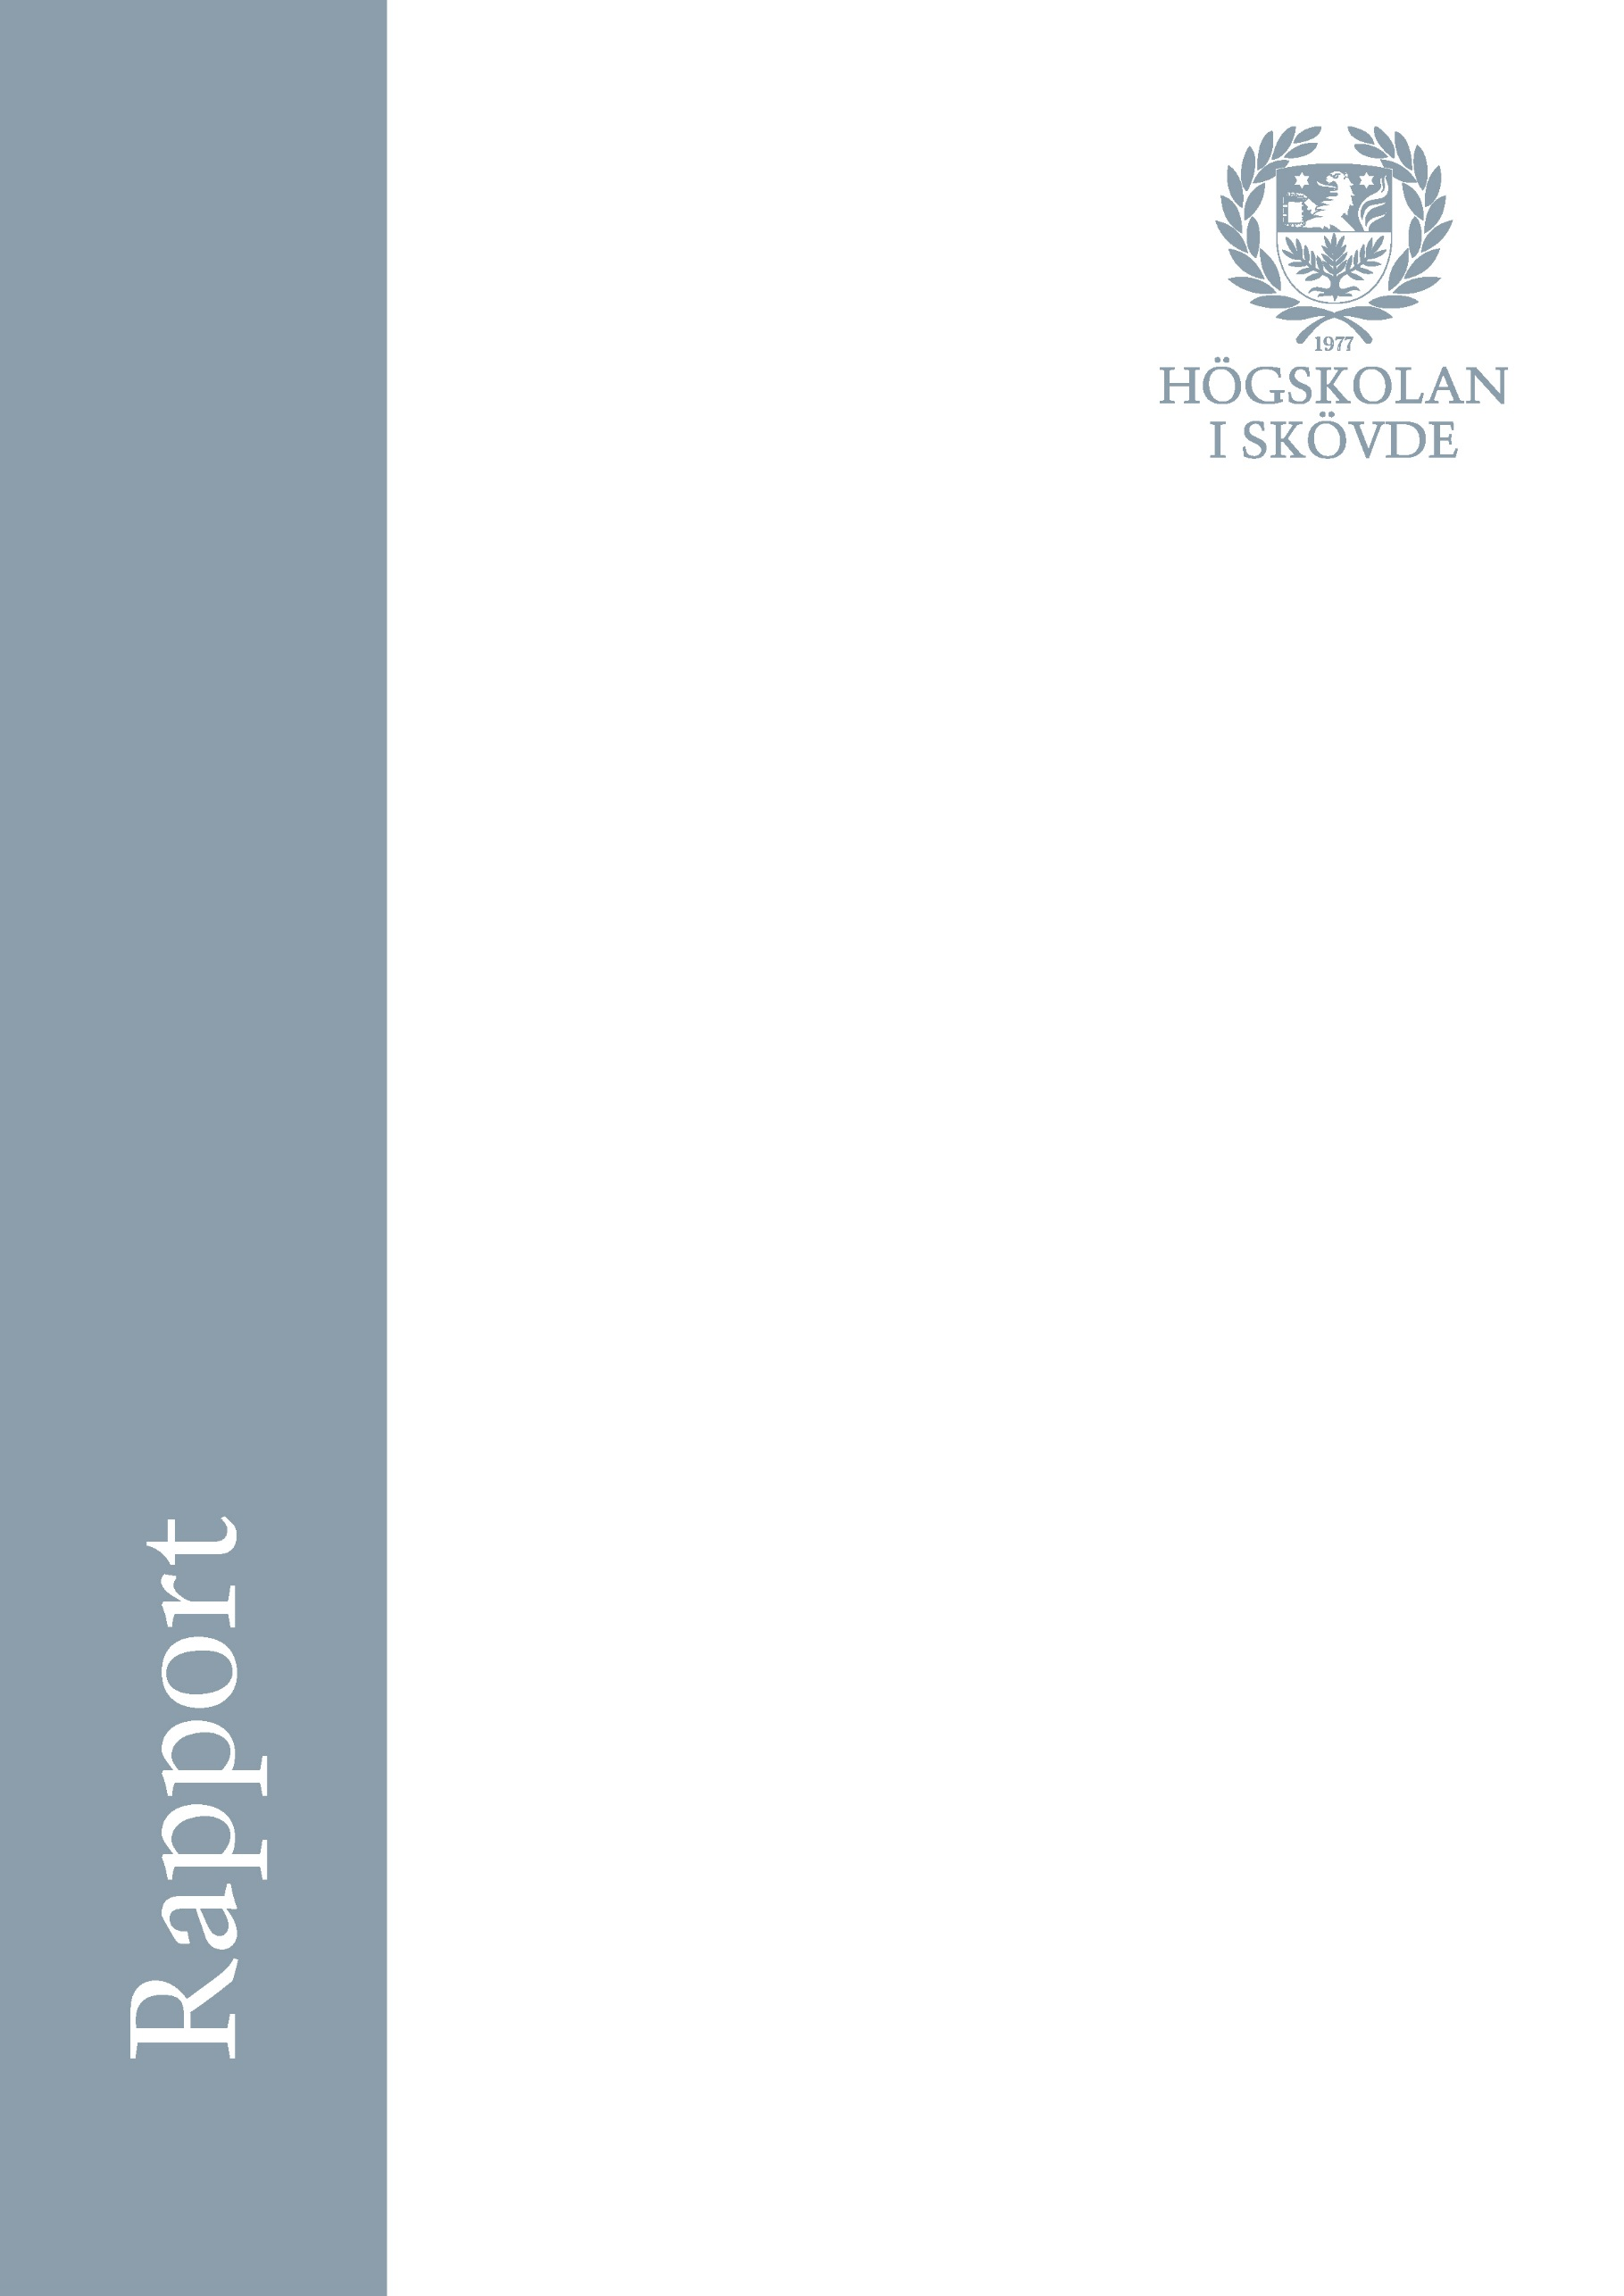 1977
HÖGSKOLAN
I SKÖVDE
Rapport